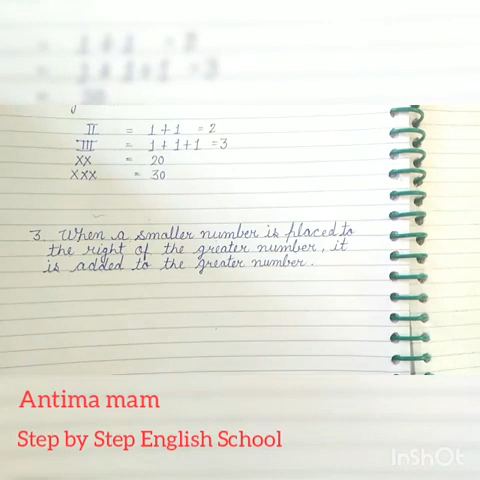 II = 1 + 1 = 2
III = 1 + 1 + 1 = 3
XX = 20
XXX = 30
3. When a smaller number is placed to
the right of the greater number, it
is added to the greater number.
Antima mam
Step by Step English School
InShOt